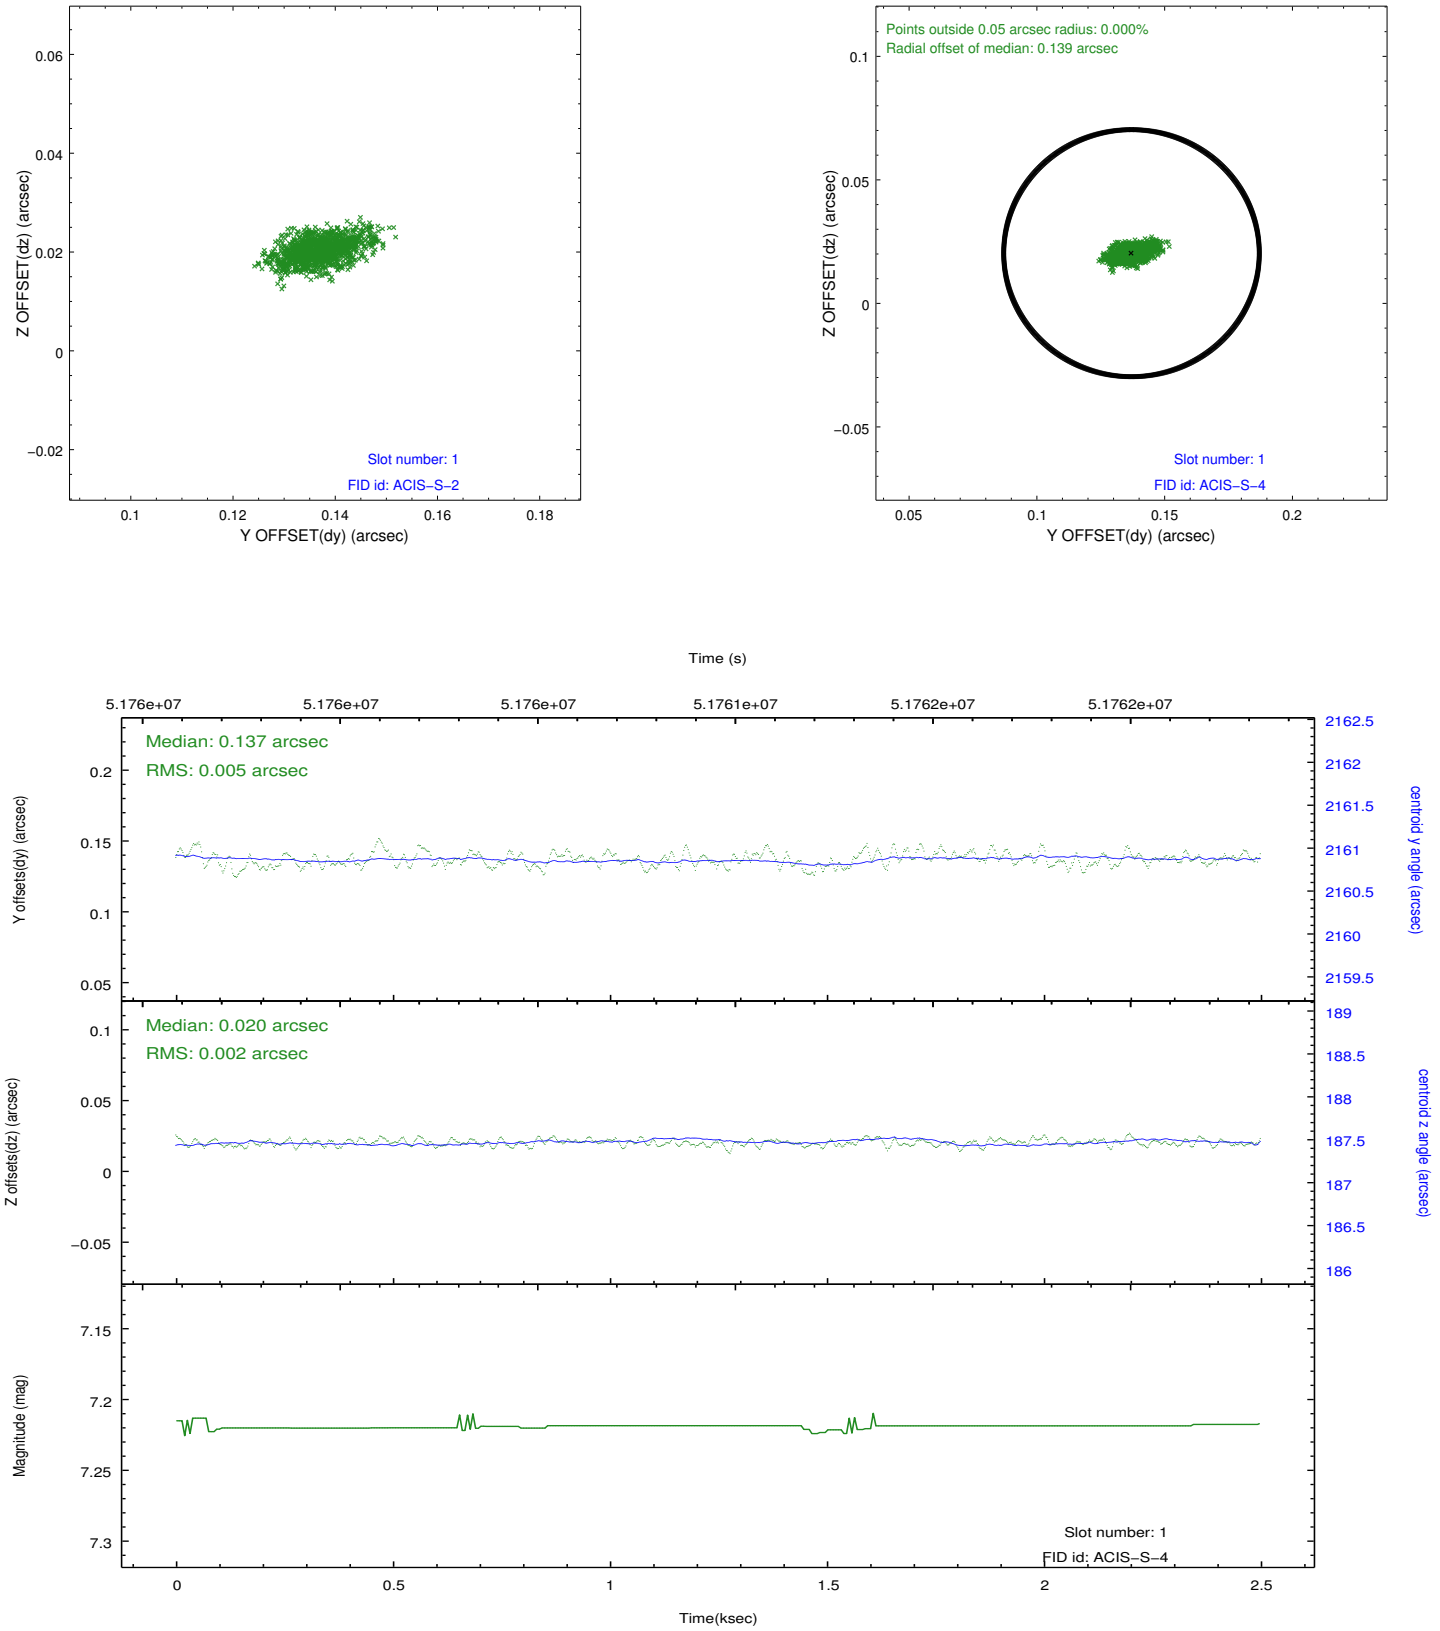 0.06
0.04
0.02
0
−0.02
Z OFFSET(dz) (arcsec)
Slot number: 1
FID id: ACIS−S−2
0.1
0.12
0.14
0.16
0.18
Y OFFSET(dy) (arcsec)
Points outside 0.05 arcsec radius: 0.000%
Radial offset of median: 0.139 arcsec
0.1
0.05
0
−0.05
Z OFFSET(dz) (arcsec)
Slot number: 1
FID id: ACIS−S−4
0.05
0.1
0.15
0.2
Y OFFSET(dy) (arcsec)
Time (s)
5.176e+07
5.176e+07
5.176e+07
5.1761e+07
5.1762e+07
5.1762e+07
Median: 0.137 arcsec
RMS: 0.005 arcsec
0.2
0.15
0.1
0.05
Y offsets(dy) (arcsec)
2162.5
2162
2161.5
2161
2160.5
2160
2159.5
centroid y angle (arcsec)
Median: 0.020 arcsec
RMS: 0.002 arcsec
0.1
0.05
0
−0.05
Z offsets(dz) (arcsec)
189
188.5
188
187.5
187
186.5
186
centroid z angle (arcsec)
7.15
7.2
7.25
7.3
Magnitude (mag)
Slot number: 1
FID id: ACIS−S−4
0
0.5
1
1.5
2
2.5
Time(ksec)